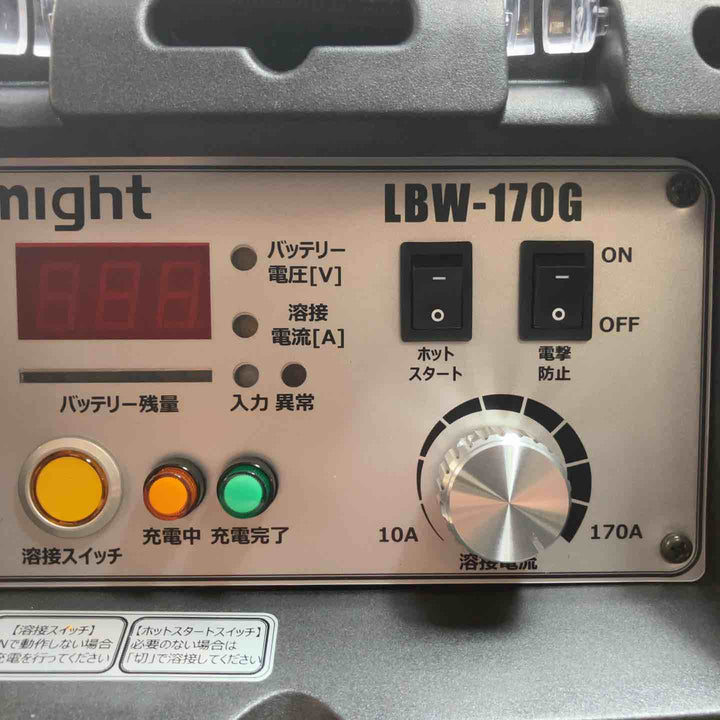 might
LBW-170G
バッテリー
電圧[V]
溶接
電流[A]
バッテリー残量
入力
異常
ホット
スタート
電撃
防止
ON
OFF
溶接スイッチ
充電中
充電完了
10A
170A
溶接電流
【溶接スイッチ】
Nで動作しない場合
充電を行ってください
【ホットスタートスイッチ】
必要のない場合は
「切」で溶接してください